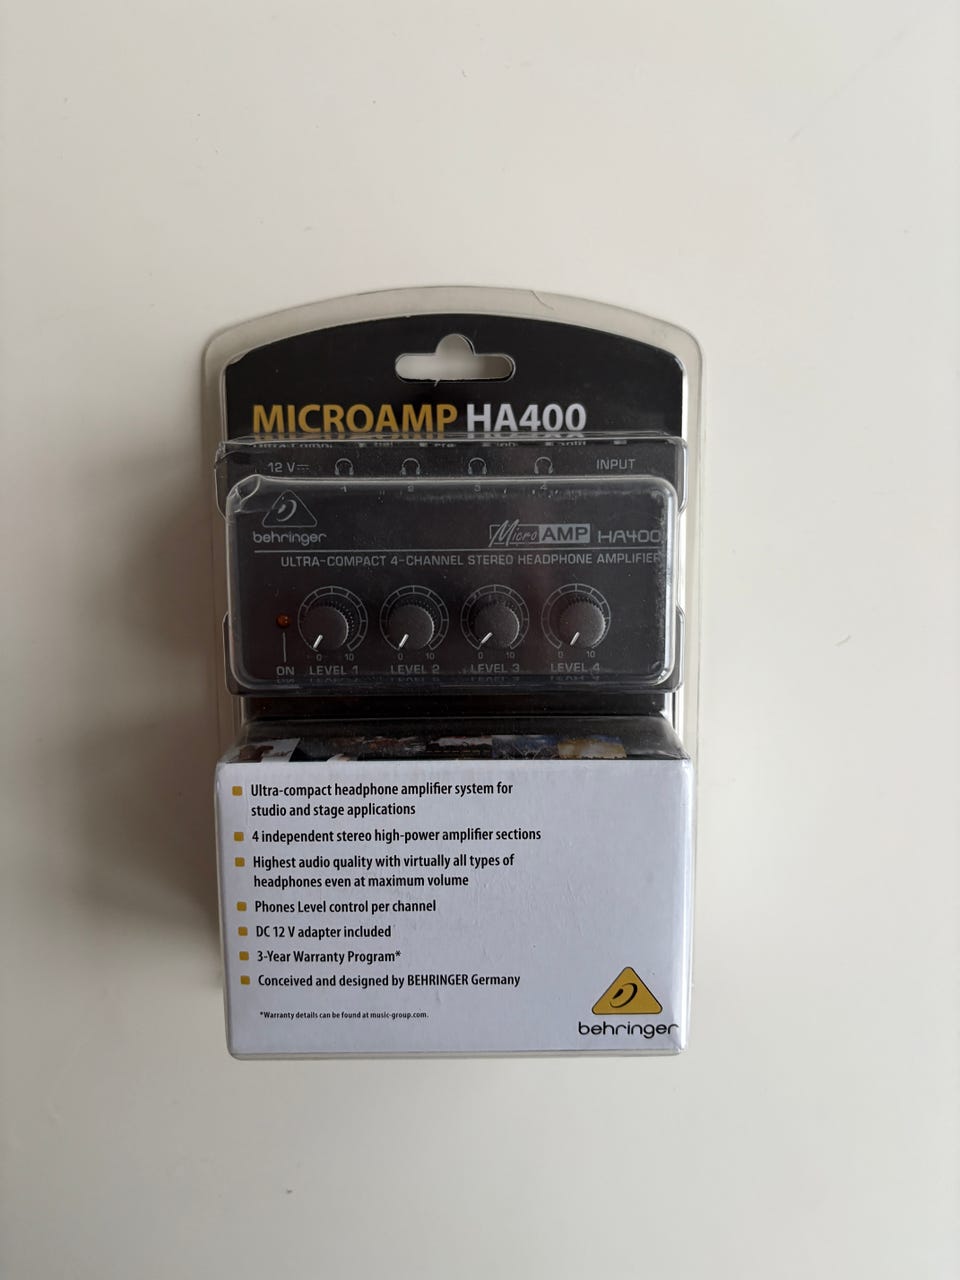 MICROAMP HA400
12 V
INPUT
1 2 3 4
behringer
Micro AMP HA400
ULTRA-COMPACT 4-CHANNEL STEREO HEADPHONE AMPLIFIER
0 10 0 10 0 10 0 10
ON LEVEL 1 LEVEL 2 LEVEL 3 LEVEL 4
Ultra-compact headphone amplifier system for
studio and stage applications
4 independent stereo high-power amplifier sections
Highest audio quality with virtually all types of
headphones even at maximum volume
Phones Level control per channel
DC 12 V adapter included
3-Year Warranty Program*
Conceived and designed by BEHRINGER Germany
*Warranty details can be found at music-group.com.
behringer